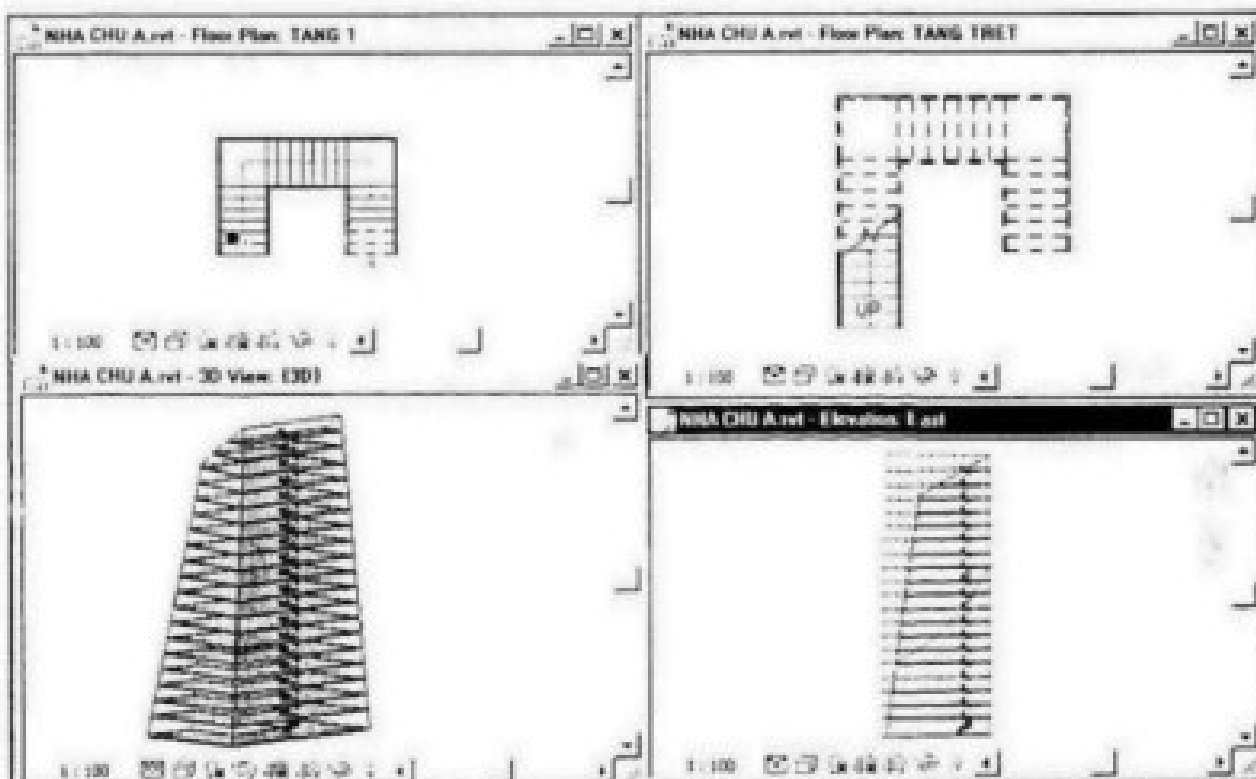 NHA CHU A.rvt - Floor Plan: TANG 1
NHA CHU A.rvt - Floor Plan: TANG TRET
UP
1 : 100
1 : 100
NHA CHU A.rvt - 3D View: {3D}
NHA CHU A.rvt - Elevation: East
1 : 100
1 : 100